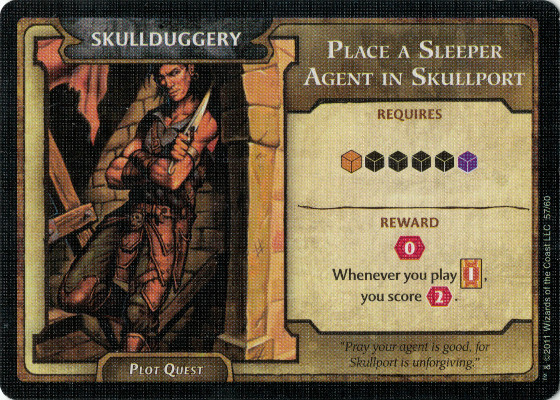 SKULLDUGGERY
PLACE A SLEEPER
AGENT IN SKULLPORT
REQUIRES
REWARD
0
Whenever you play 1,
you score 2.
"Pray your agent is good, for
Skullport is unforgiving."
PLOT QUEST
™ & ©2011 Wizards of the Coast LLC 57/60